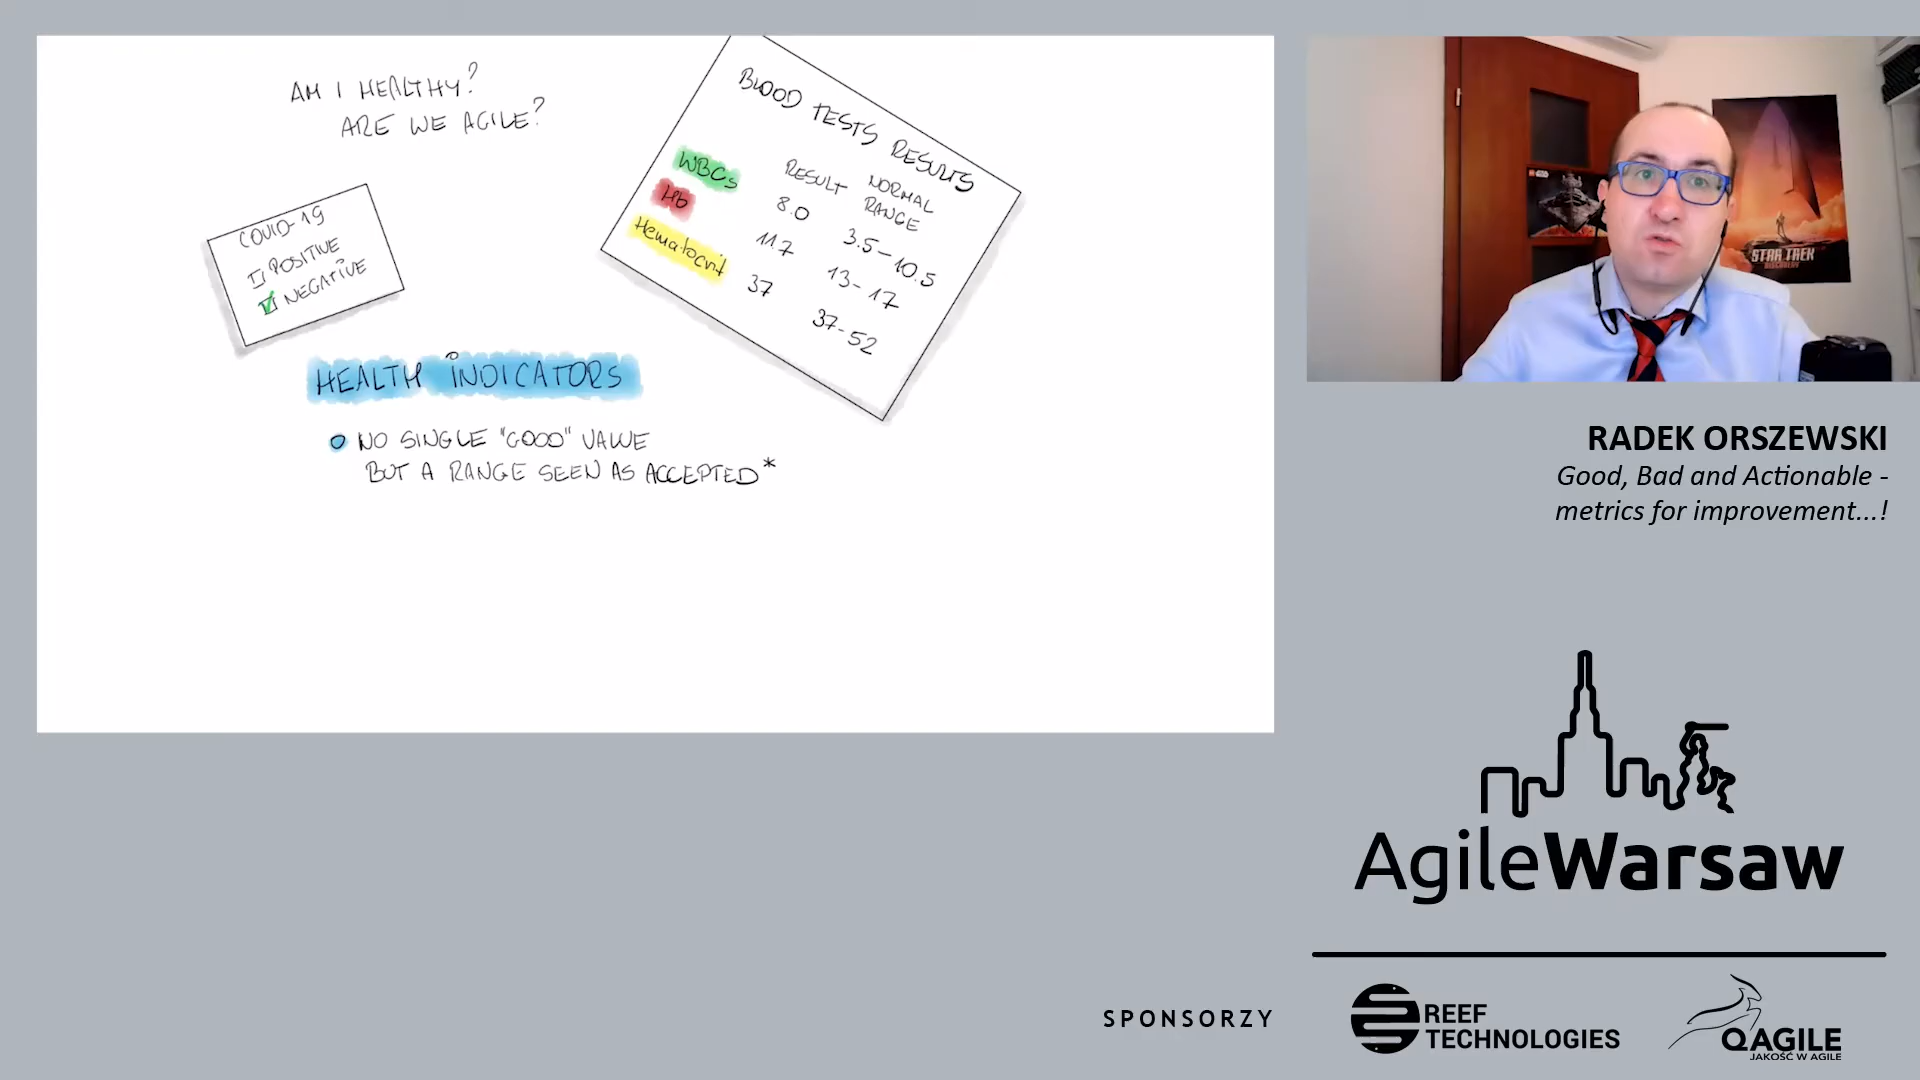 AM I HEALTHY?
ARE WE AGILE?
COVID-19
POSITIVE
NEGATIVE
BLOOD TESTS RESULTS
RESULT
NORMAL
RANGE
WBCs 8.0 3.5-10.5
Hb 11.7 13-17
Hematocrit 37 37-52
HEALTH INDICATORS
NO SINGLE "GOOD" VALUE
BUT A RANGE SEEN AS ACCEPTED*
STAR WARS
STAR TREK
DISCOVERY
RADEK ORSZEWSKI
Good, Bad and Actionable -
metrics for improvement...!
AgileWarsaw
SPONSORZY
REEF
TECHNOLOGIES
QAGILE
JAKOŚĆ W AGILE